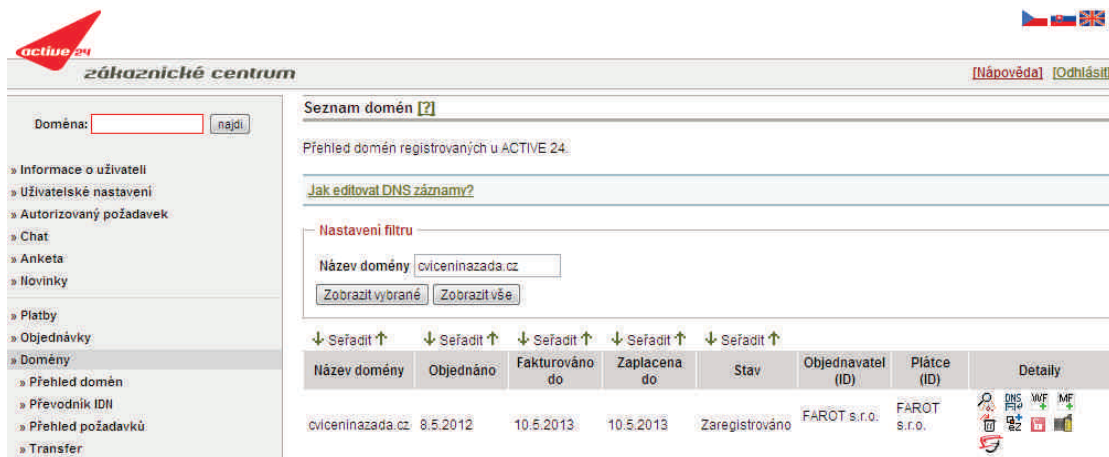 active 24
zákaznické centrum
[Nápověda] [Odhlásit]
Doména: najdi
» Informace o uživateli
» Uživatelské nastavení
» Autorizovaný požadavek
» Chat
» Anketa
» Novinky
» Platby
» Objednávky
» Domény
» Přehled domén
» Převodník IDN
» Přehled požadavků
» Transfer
Seznam domén [?]
Přehled domén registrovaných u ACTIVE 24.
Jak editovat DNS záznamy?
Nastavení filtru
Název domény cviceninazada.cz
Zobrazit vybrané Zobrazit vše
↓ Seřadit ↑ ↓ Seřadit ↑ ↓ Seřadit ↑ ↓ Seřadit ↑ ↓ Seřadit ↑
Název domény Objednáno Fakturováno do Zaplacena do Stav Objednavatel (ID) Plátce (ID) Detaily
cviceninazada.cz 8.5.2012 10.5.2013 10.5.2013 Zaregistrováno FAROT s.r.o. FAROT s.r.o. DNS WF MF